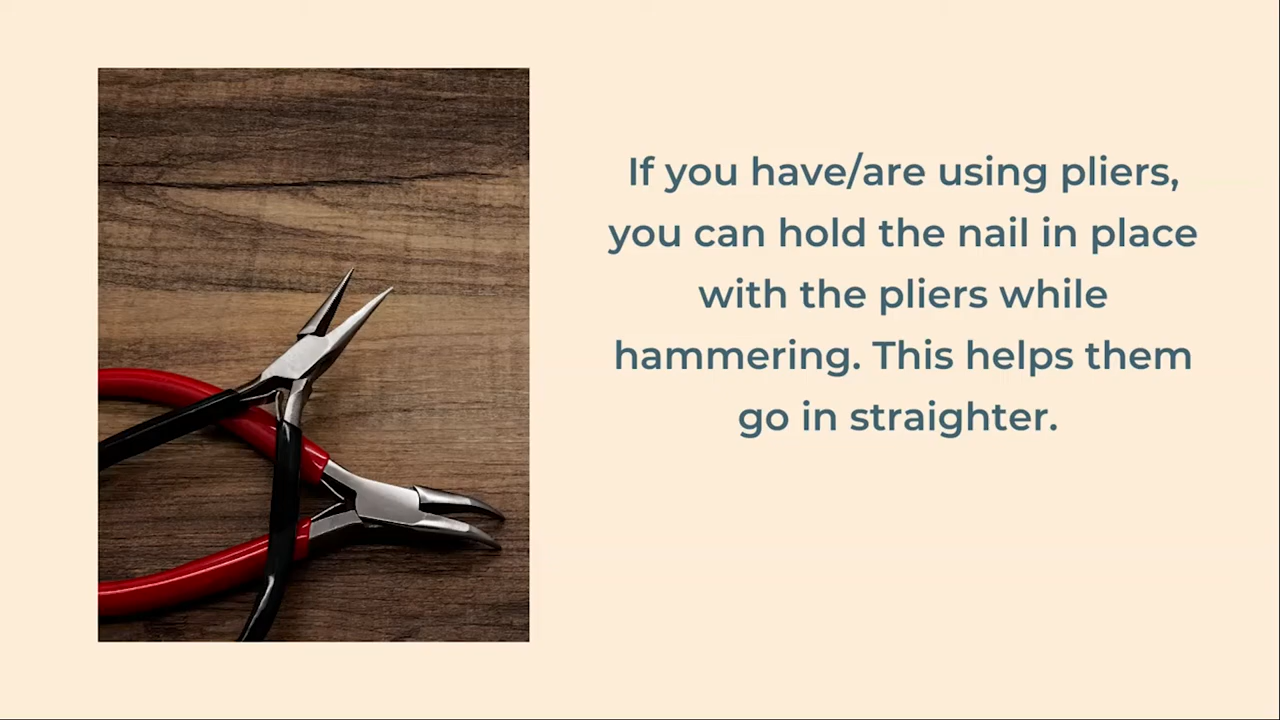 If you have/are using pliers,
you can hold the nail in place
with the pliers while
hammering. This helps them
go in straighter.